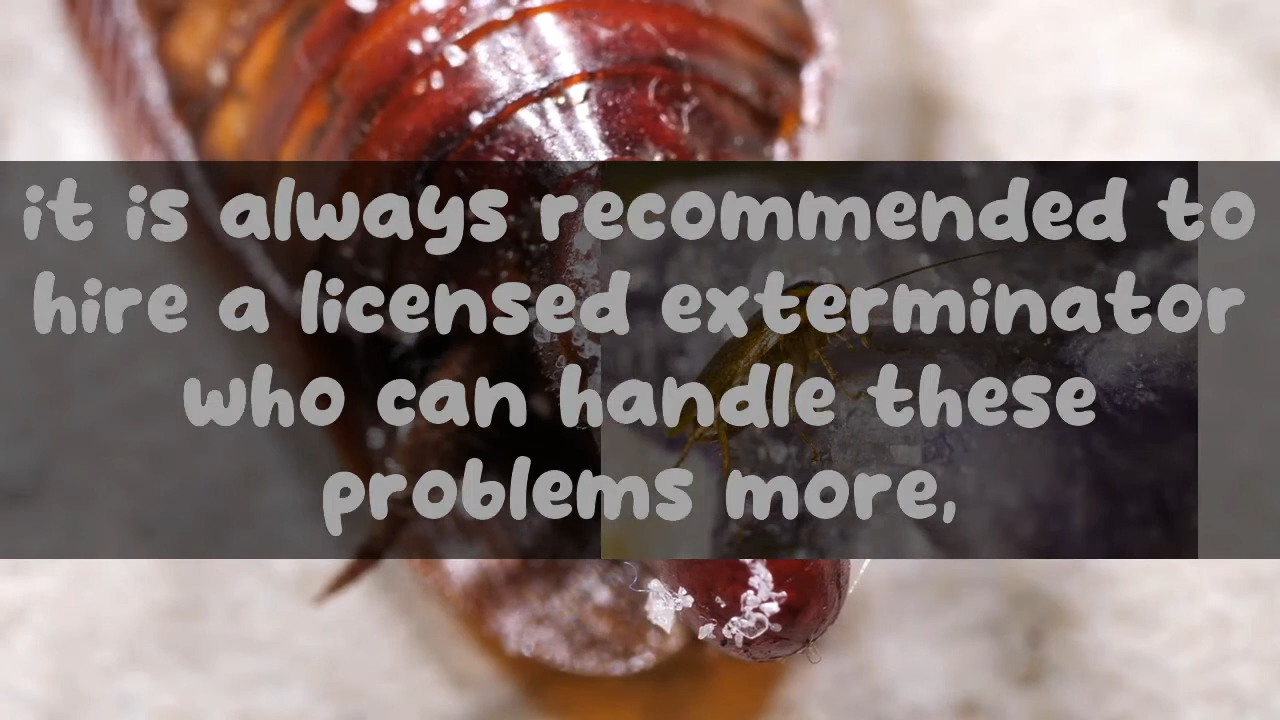 it is always recommended to
hire a licensed exterminator
who can handle these
problems more,